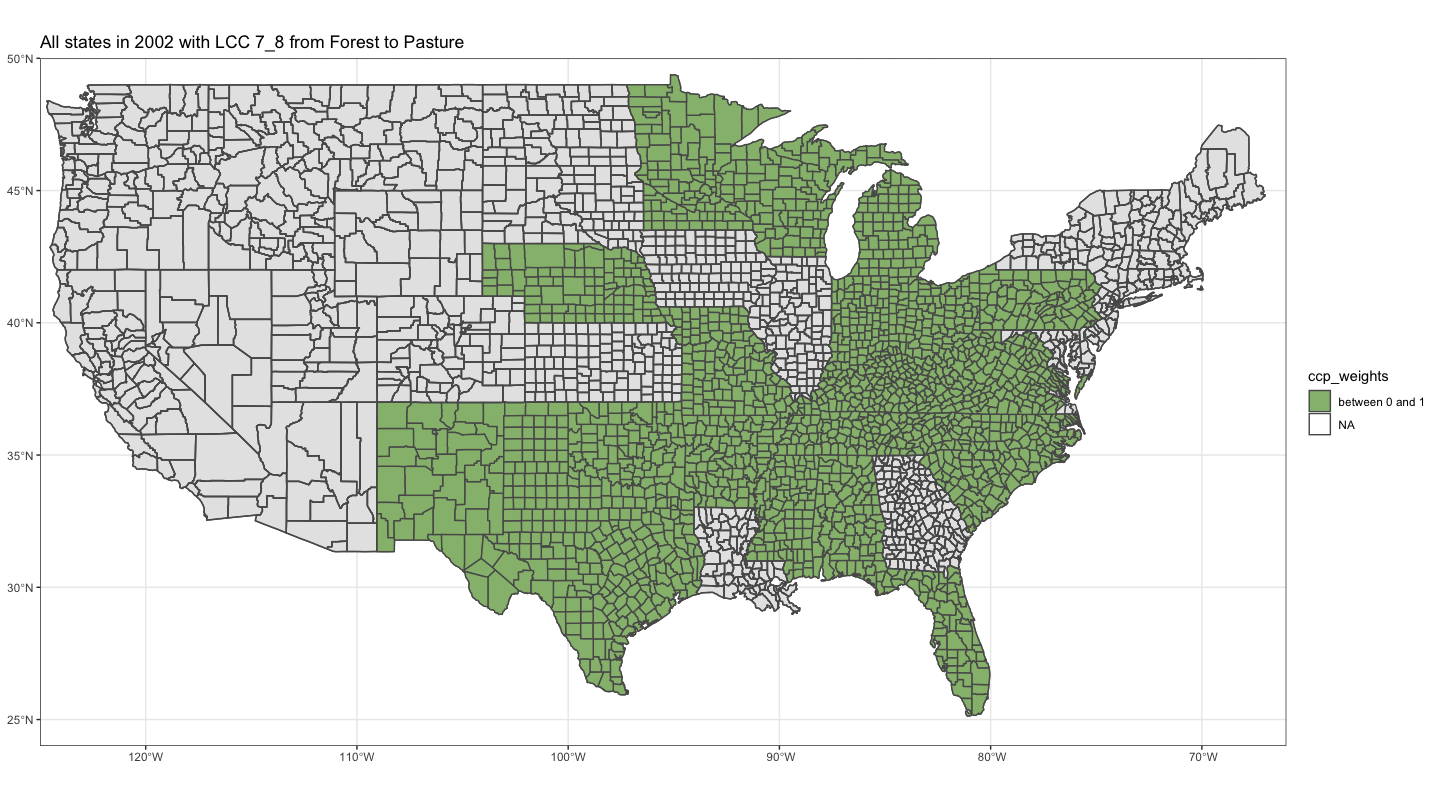 All states in 2002 with LCC 7_8 from Forest to Pasture
50°N
45°N
40°N
35°N
30°N
25°N
120°W
110°W
100°W
90°W
80°W
70°W
ccp_weights
between 0 and 1
NA